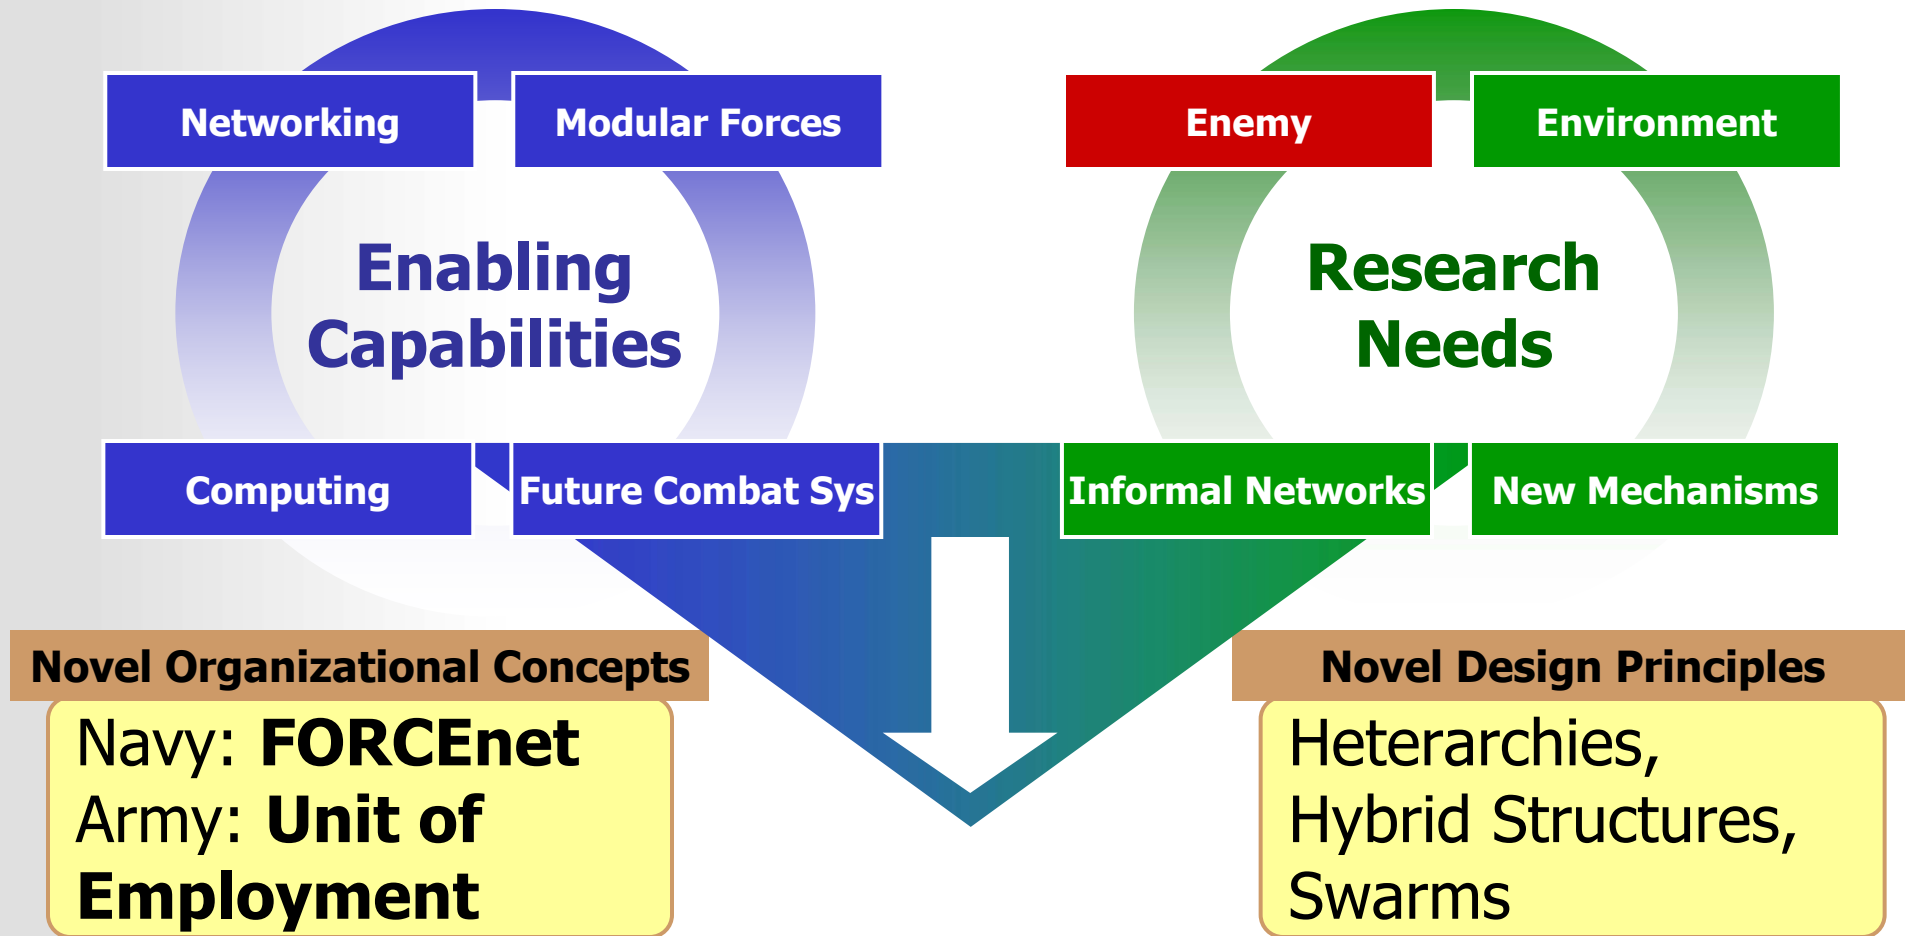 Networking
Modular Forces
Enemy
Environment
Enabling
Capabilities
Research
Needs
Computing
Future Combat Sys
Informal Networks
New Mechanisms
Novel Organizational Concepts
Navy: FORCEnet
Army: Unit of
Employment
Novel Design Principles
Heterarchies,
Hybrid Structures,
Swarms